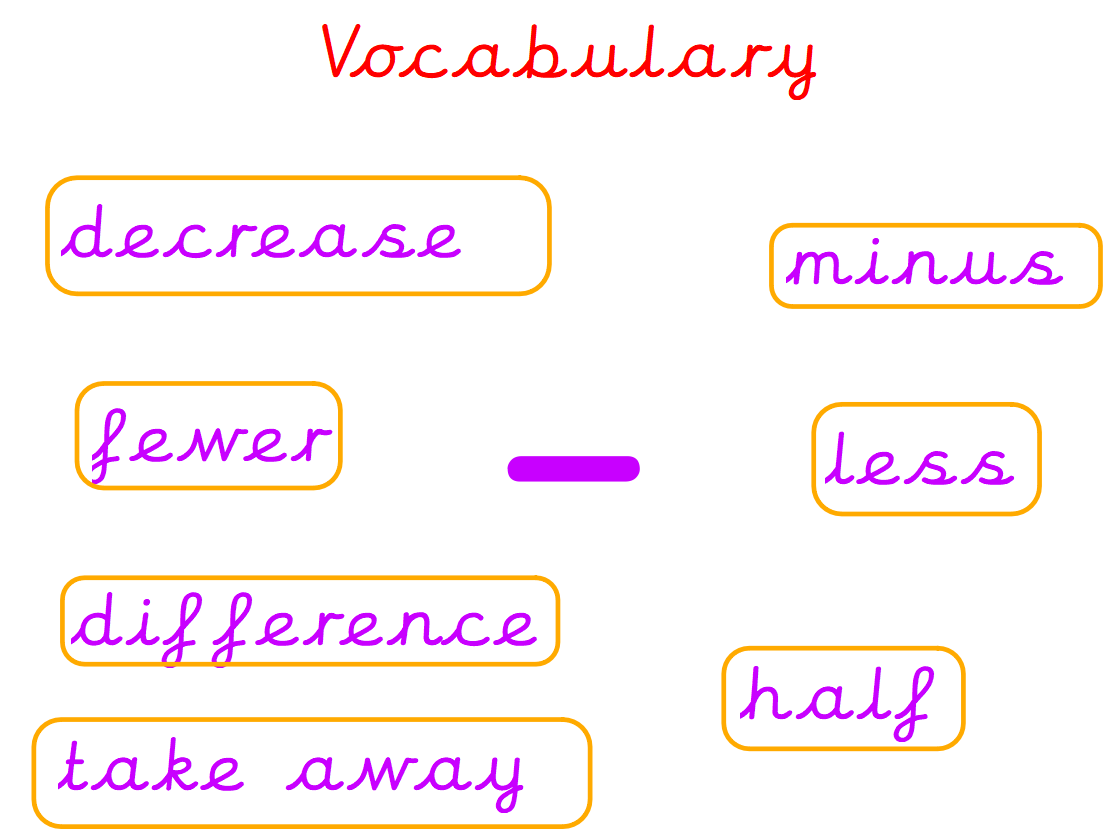 Vocabulary
decrease
minus
fewer
less
difference
half
take away